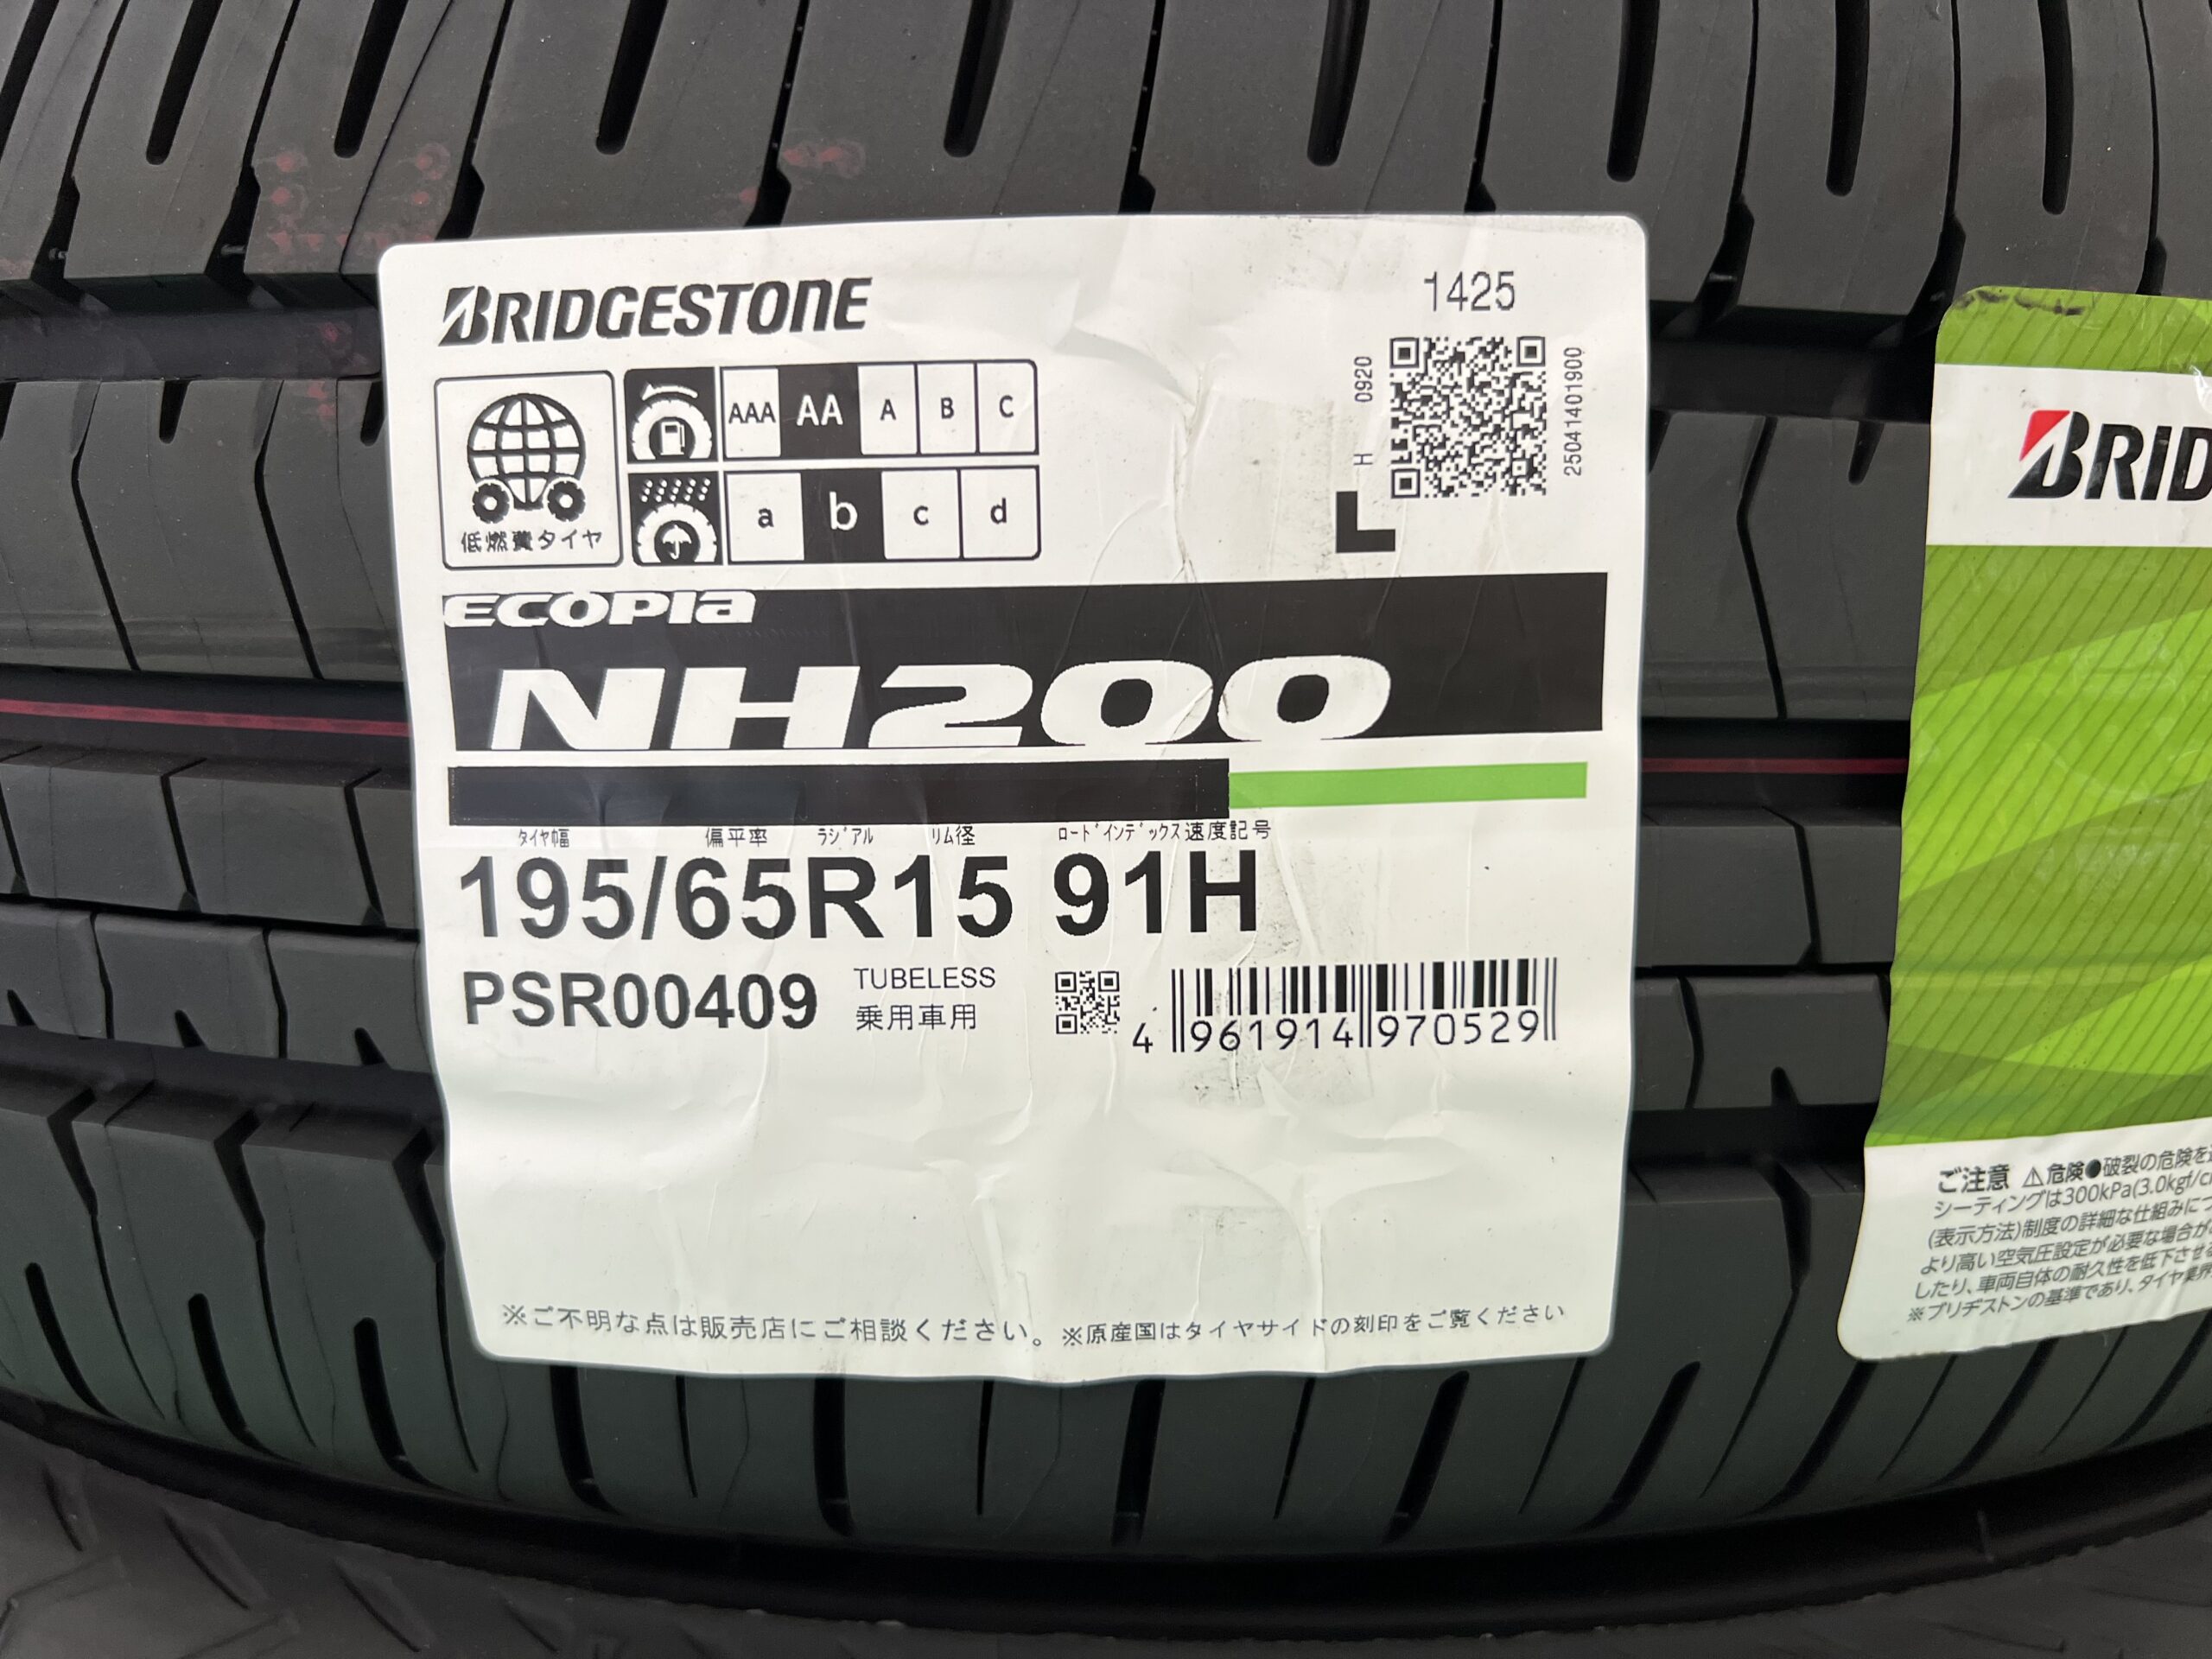 BRIDGESTONE
1425
AAA AA A B C
H 0920
2504141401900
低燃費タイヤ
a b c d
L
ECOPIA
NH200
タイヤ幅 偏平率 ラジアル リム径 ロードインデックス 速度記号
195/65R15 91H
PSR00409 TUBELESS
乗用車用
4 961914 970529
※ご不明な点は販売店にご相談ください。 ※原産国はタイヤサイドの刻印をご覧ください
BRID
ご注意 ⚠危険●破裂の危険を
シーティングは300kPa(3.0kgf/c
(表示方法)制度の詳細な仕組みにつ
より高い空気圧設定が必要な場合が
したり、車両自体の耐久性を低下させる
※ブリヂストンの基準であり、タイヤ業界